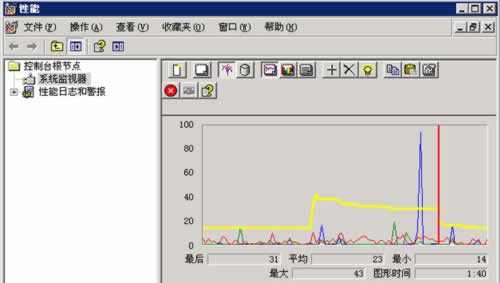 性能
文件(F) 操作(A) 查看(V) 收藏夹(O) 窗口(W) 帮助(H)
控制台根节点
系统监视器
性能日志和警报
100
80
60
40
20
0
最后 31 平均 23 最小 14
最大 43 图形时间 1:40